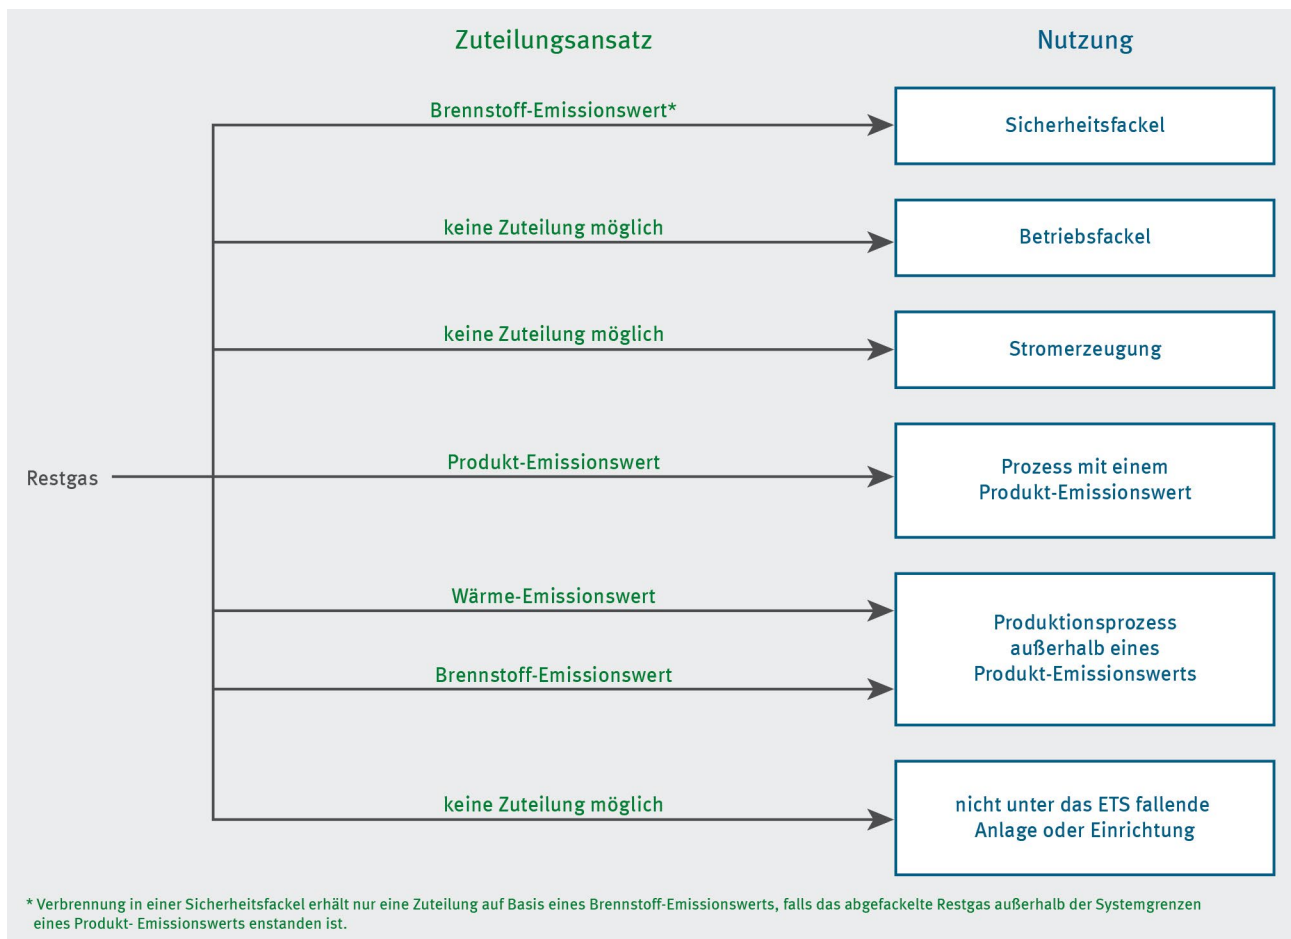 Zuteilungsansatz
Nutzung
Brennstoff-Emissionswert*
Sicherheitsfackel
keine Zuteilung möglich
Betriebsfackel
keine Zuteilung möglich
Stromerzeugung
Restgas
Produkt-Emissionswert
Prozess mit einem
Produkt-Emissionswert
Wärme-Emissionswert
Brennstoff-Emissionswert
Produktionsprozess
außerhalb eines
Produkt-Emissionswerts
keine Zuteilung möglich
nicht unter das ETS fallende
Anlage oder Einrichtung
* Verbrennung in einer Sicherheitsfackel erhält nur eine Zuteilung auf Basis eines Brennstoff-Emissionswerts, falls das abgefackelte Restgas außerhalb der Systemgrenzen
eines Produkt- Emissionswerts enstanden ist.